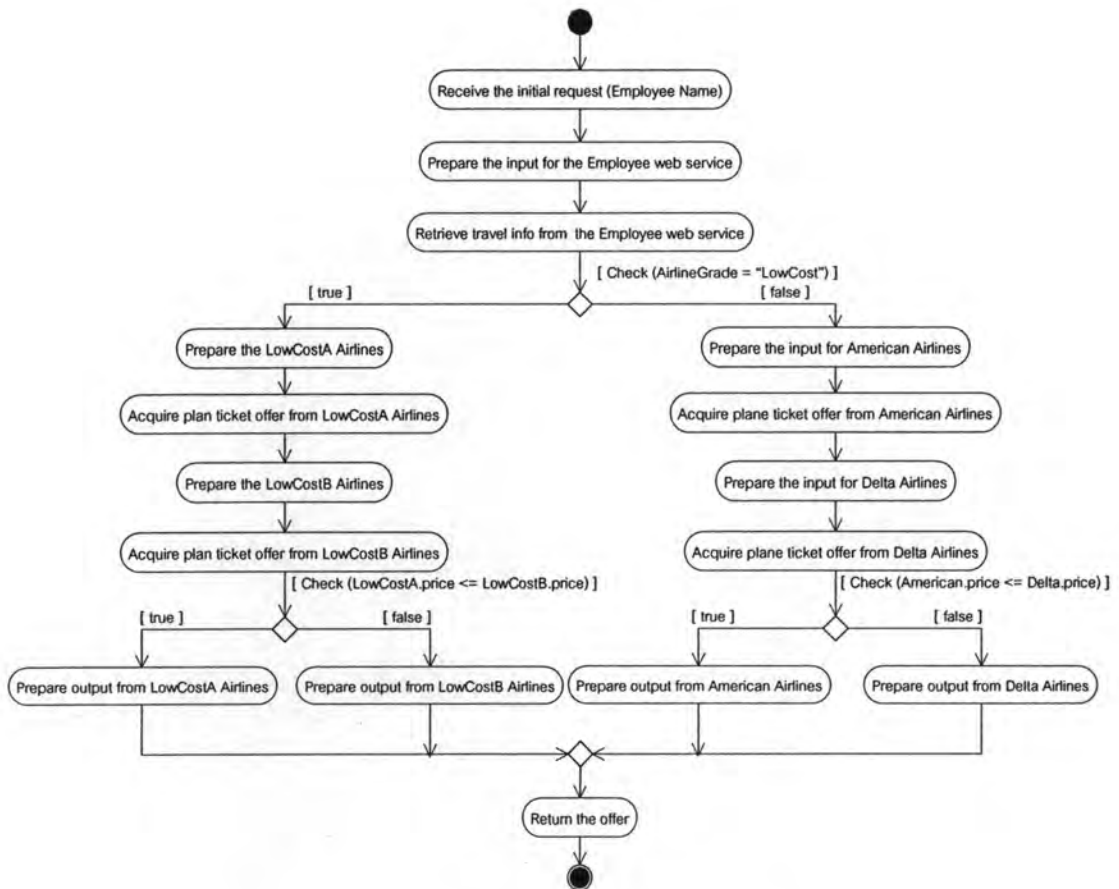 Receive the initial request (Employee Name)
Prepare the input for the Employee web service
Retrieve travel info from the Employee web service
[ Check (AirlineGrade = "LowCost") ]
[ true ]
[ false ]
Prepare the LowCostA Airlines
Prepare the input for American Airlines
Acquire plan ticket offer from LowCostA Airlines
Acquire plane ticket offer from American Airlines
Prepare the LowCostB Airlines
Prepare the input for Delta Airlines
Acquire plan ticket offer from LowCostB Airlines
Acquire plane ticket offer from Delta Airlines
[ Check (LowCostA.price <= LowCostB.price) ]
[ Check (American.price <= Delta.price) ]
[ true ]
[ false ]
[ true ]
[ false ]
Prepare output from LowCostA Airlines
Prepare output from LowCostB Airlines
Prepare output from American Airlines
Prepare output from Delta Airlines
Return the offer